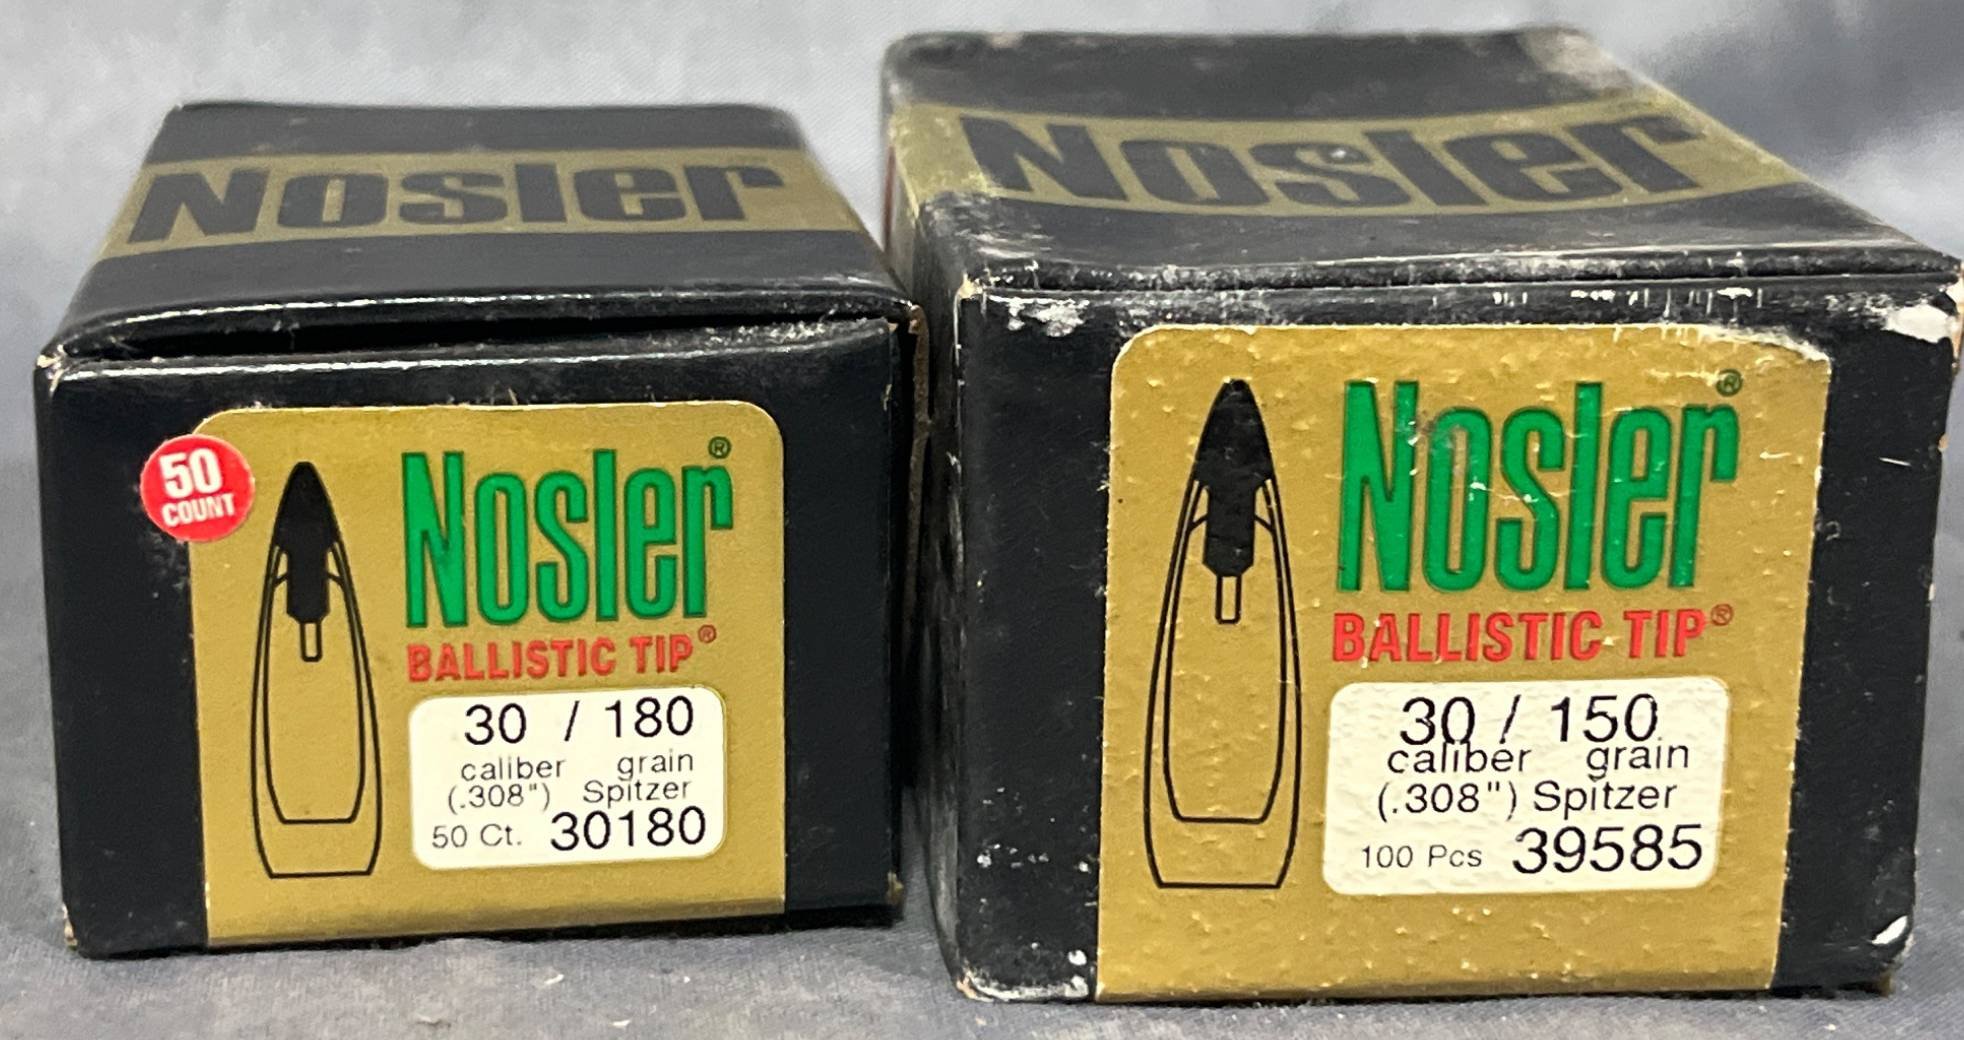 Nosler
50
COUNT
Nosler®
BALLISTIC TIP®
30 / 180
caliber grain
(.308") Spitzer
50 Ct. 30180
Nosler
Nosler®
BALLISTIC TIP®
30 / 150
caliber grain
(.308") Spitzer
100 Pcs 39585